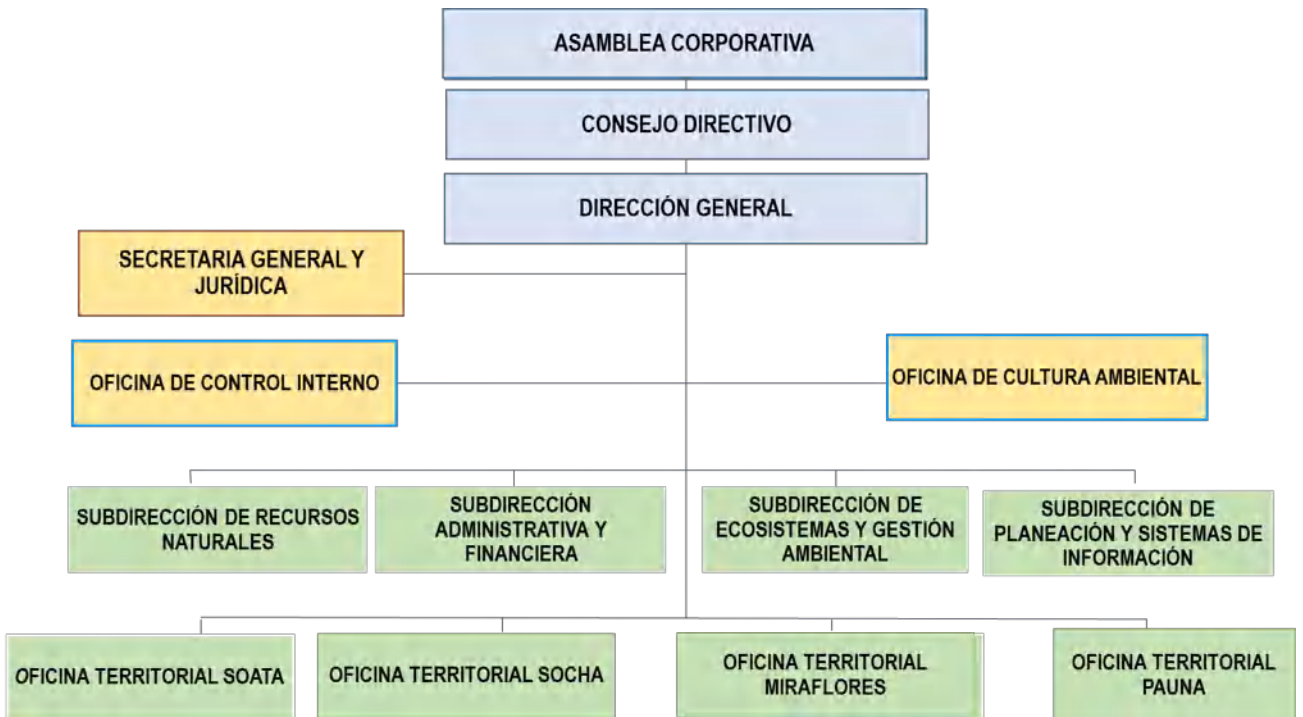 ASAMBLEA CORPORATIVA
CONSEJO DIRECTIVO
DIRECCIÓN GENERAL
SECRETARIA GENERAL Y
JURÍDICA
OFICINA DE CONTROL INTERNO
OFICINA DE CULTURA AMBIENTAL
SUBDIRECCIÓN DE RECURSOS
NATURALES
SUBDIRECCIÓN
ADMINISTRATIVA Y
FINANCIERA
SUBDIRECCIÓN DE
ECOSISTEMAS Y GESTIÓN
AMBIENTAL
SUBDIRECCIÓN DE
PLANEACIÓN Y SISTEMAS DE
INFORMACIÓN
OFICINA TERRITORIAL SOATA
OFICINA TERRITORIAL SOCHA
OFICINA TERRITORIAL
MIRAFLORES
OFICINA TERRITORIAL
PAUNA